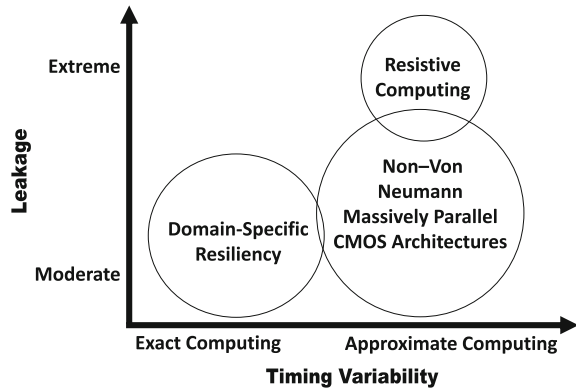 Extreme
Resistive
Computing
Leakage
Non–Von
Neumann
Massively Parallel
CMOS Architectures
Domain-Specific
Resiliency
Moderate
Exact Computing
Approximate Computing
Timing Variability